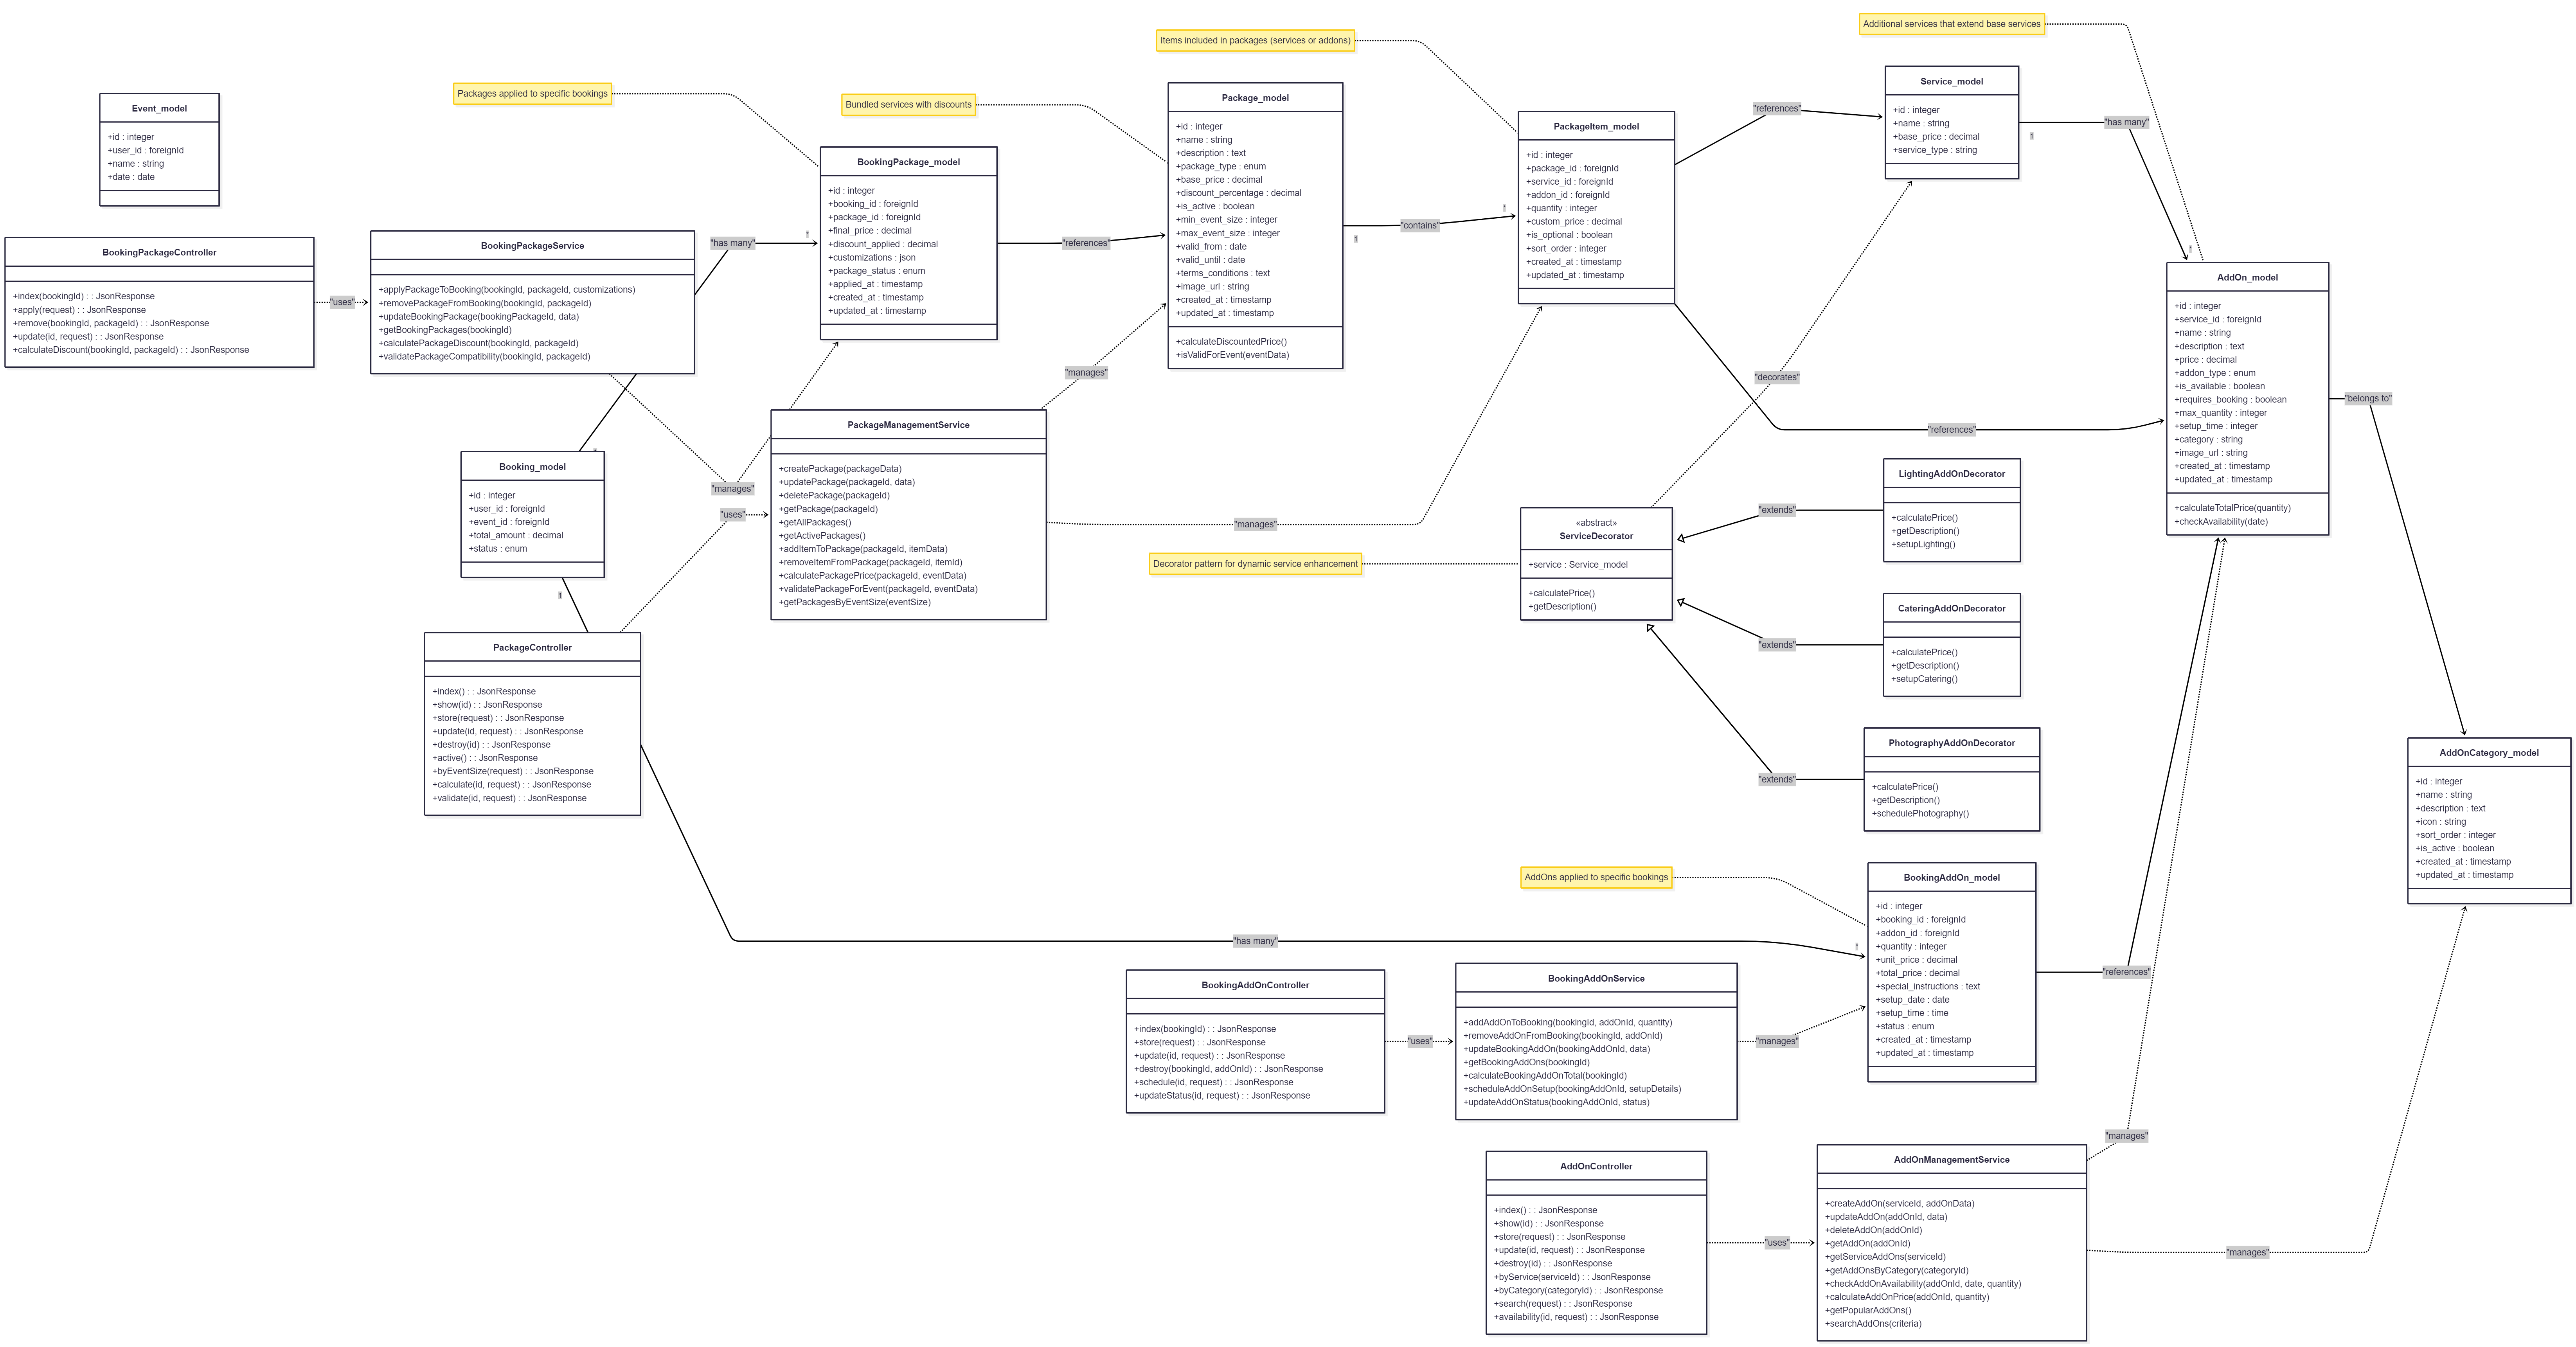 Additional services that extend base services
Items included in packages (services or addons)
Packages applied to specific bookings
Bundled services with discounts
Event_model
+id : integer
+user_id : foreignId
+name : string
+date : date
BookingPackageController
+index(bookingId) : : JsonResponse
+apply(request) : : JsonResponse
+remove(bookingId, packageId) : : JsonResponse
+update(id, request) : : JsonResponse
+calculateDiscount(bookingId, packageId) : : JsonResponse
"uses"
BookingPackageService
+applyPackageToBooking(bookingId, packageId, customizations)
+removePackageFromBooking(bookingId, packageId)
+updateBookingPackage(bookingPackageId, data)
+getBookingPackages(bookingId)
+calculatePackageDiscount(bookingId, packageId)
+validatePackageCompatibility(bookingId, packageId)
"has many"
BookingPackage_model
+id : integer
+booking_id : foreignId
+package_id : foreignId
+final_price : decimal
+discount_applied : decimal
+customizations : json
+package_status : enum
+applied_at : timestamp
+created_at : timestamp
+updated_at : timestamp
"references"
Package_model
+id : integer
+name : string
+description : text
+package_type : enum
+base_price : decimal
+discount_percentage : decimal
+is_active : boolean
+min_event_size : integer
+max_event_size : integer
+valid_from : date
+valid_until : date
+terms_conditions : text
+image_url : string
+created_at : timestamp
+updated_at : timestamp
+calculateDiscountedPrice()
+isValidForEvent(eventData)
"contains"
PackageItem_model
+id : integer
+package_id : foreignId
+service_id : foreignId
+addon_id : foreignId
+quantity : integer
+custom_price : decimal
+is_optional : boolean
+sort_order : integer
+created_at : timestamp
+updated_at : timestamp
"references"
Service_model
+id : integer
+name : string
+base_price : decimal
+service_type : string
"has many"
AddOn_model
+id : integer
+service_id : foreignId
+name : string
+description : text
+price : decimal
+addon_type : enum
+is_available : boolean
+requires_booking : boolean
+max_quantity : integer
+setup_time : integer
+category : string
+image_url : string
+created_at : timestamp
+updated_at : timestamp
+calculateTotalPrice(quantity)
+checkAvailability(date)
"belongs to"
"manages"
"decorates"
"references"
Booking_model
+id : integer
+user_id : foreignId
+event_id : foreignId
+total_amount : decimal
+status : enum
"manages"
"uses"
PackageManagementService
+createPackage(packageData)
+updatePackage(packageId, data)
+deletePackage(packageId)
+getPackage(packageId)
+getAllPackages()
+getActivePackages()
+addItemToPackage(packageId, itemData)
+removeItemFromPackage(packageId, itemId)
+calculatePackagePrice(packageId, eventData)
+validatePackageForEvent(packageId, eventData)
+getPackagesByEventSize(eventSize)
"manages"
Decorator pattern for dynamic service enhancement
«abstract»
ServiceDecorator
+service : Service_model
+calculatePrice()
+getDescription()
"extends"
LightingAddOnDecorator
+calculatePrice()
+getDescription()
+setupLighting()
"extends"
CateringAddOnDecorator
+calculatePrice()
+getDescription()
+setupCatering()
"extends"
PhotographyAddOnDecorator
+calculatePrice()
+getDescription()
+schedulePhotography()
PackageController
+index() : : JsonResponse
+show(id) : : JsonResponse
+store(request) : : JsonResponse
+update(id, request) : : JsonResponse
+destroy(id) : : JsonResponse
+active() : : JsonResponse
+byEventSize(request) : : JsonResponse
+calculate(id, request) : : JsonResponse
+validate(id, request) : : JsonResponse
AddOnCategory_model
+id : integer
+name : string
+description : text
+icon : string
+sort_order : integer
+is_active : boolean
+created_at : timestamp
+updated_at : timestamp
AddOns applied to specific bookings
"has many"
BookingAddOn_model
+id : integer
+booking_id : foreignId
+addon_id : foreignId
+quantity : integer
+unit_price : decimal
+total_price : decimal
+special_instructions : text
+setup_date : date
+setup_time : time
+status : enum
+created_at : timestamp
+updated_at : timestamp
"references"
BookingAddOnController
+index(bookingId) : : JsonResponse
+store(request) : : JsonResponse
+update(id, request) : : JsonResponse
+destroy(bookingId, addOnId) : : JsonResponse
+schedule(id, request) : : JsonResponse
+updateStatus(id, request) : : JsonResponse
"uses"
BookingAddOnService
+addAddOnToBooking(bookingId, addOnId, quantity)
+removeAddOnFromBooking(bookingId, addOnId)
+updateBookingAddOn(bookingAddOnId, data)
+getBookingAddOns(bookingId)
+calculateBookingAddOnTotal(bookingId)
+scheduleAddOnSetup(bookingAddOnId, setupDetails)
+updateAddOnStatus(bookingAddOnId, status)
"manages"
AddOnController
+index() : : JsonResponse
+show(id) : : JsonResponse
+store(request) : : JsonResponse
+update(id, request) : : JsonResponse
+destroy(id) : : JsonResponse
+byService(serviceId) : : JsonResponse
+byCategory(categoryId) : : JsonResponse
+search(request) : : JsonResponse
+availability(id, request) : : JsonResponse
"uses"
AddOnManagementService
+createAddOn(serviceId, addOnData)
+updateAddOn(addOnId, data)
+deleteAddOn(addOnId)
+getAddOn(addOnId)
+getServiceAddOns(serviceId)
+getAddOnsByCategory(categoryId)
+checkAddOnAvailability(addOnId, date, quantity)
+calculateAddOnPrice(addOnId, quantity)
+getPopularAddOns()
+searchAddOns(criteria)
"manages"
"manages"